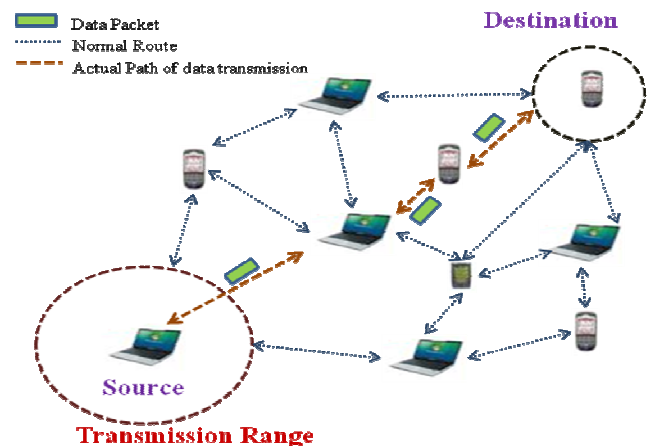 Data Packet
Normal Route
Actual Path of data transmission
Destination
Source
Transmission Range